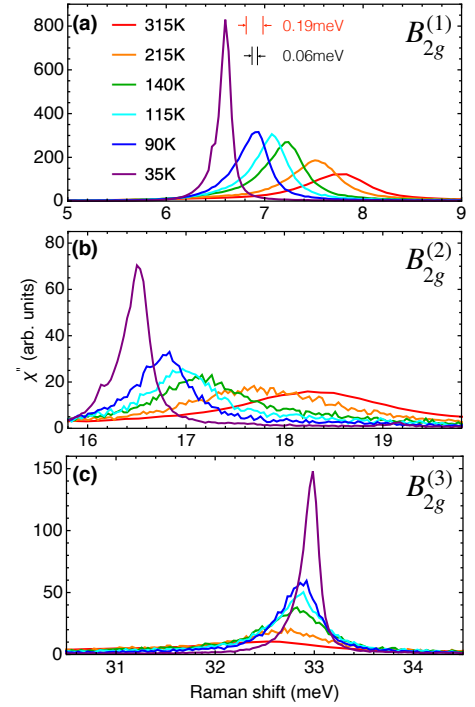 (a)
315K
215K
140K
115K
90K
35K
0.19meV
0.06meV
B_{2g}^{(1)}
800
600
400
200
0
5 6 7 8 9
(b)
B_{2g}^{(2)}
80
60
40
20
0
χ" (arb. units)
16 17 18 19
(c)
B_{2g}^{(3)}
150
100
50
0
31 32 33 34
Raman shift (meV)